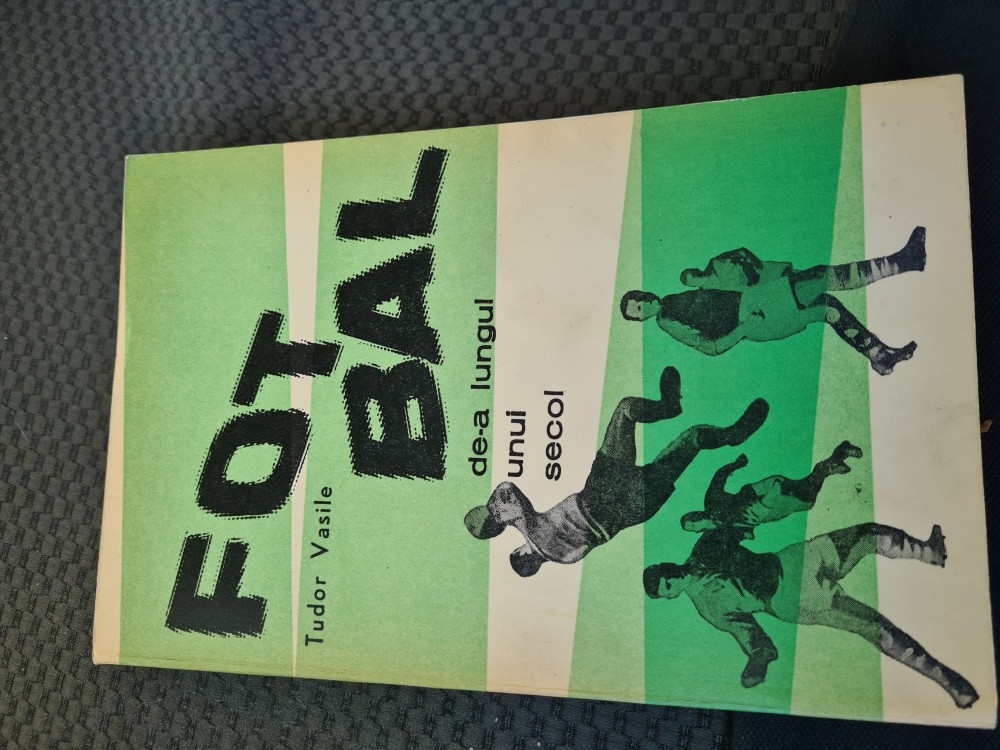 FOT
Tudor Vasile
BAL
de-a lungul
unui
secol